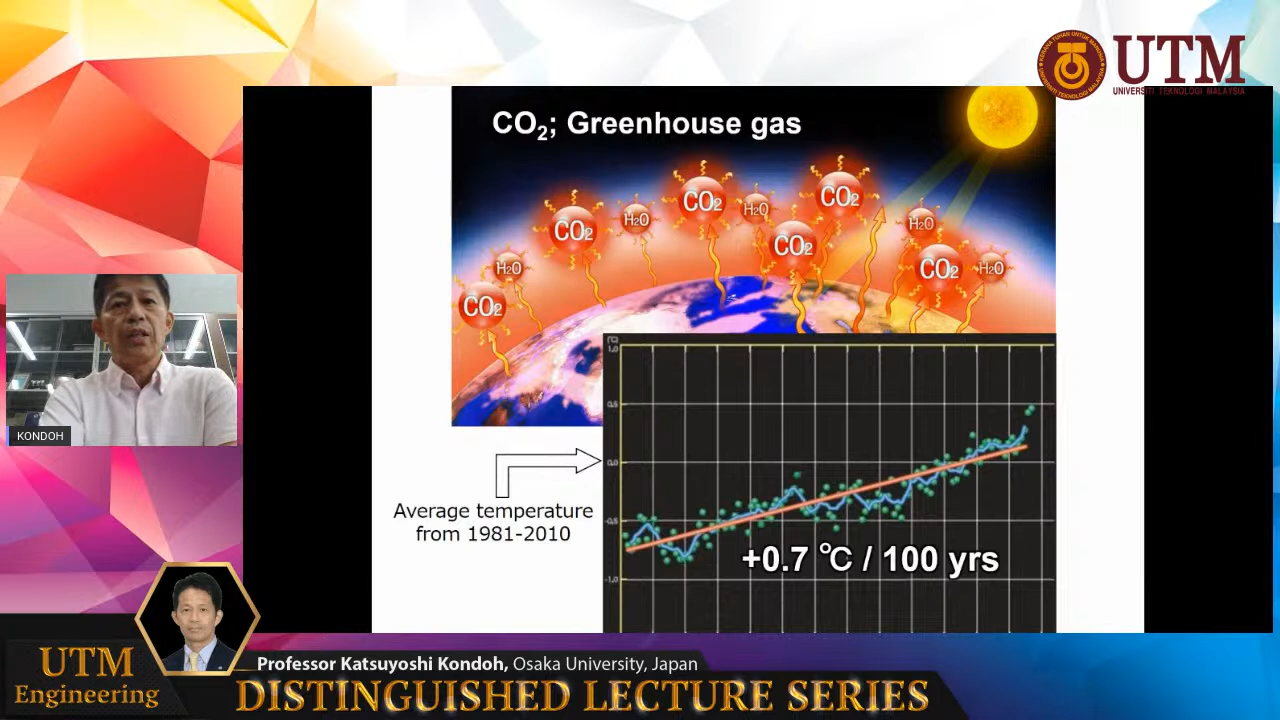 UTM
UNIVERSITI TEKNOLOGI MALAYSIA
CO₂; Greenhouse gas
CO₂
H₂O
CO₂
H₂O
CO₂
H₂O
CO₂
CO₂
H₂O
CO₂
H₂O
CO₂
KONDOH
(℃)
1.0
0.5
0.0
-0.5
-1.0
Average temperature
from 1981-2010
+0.7 ℃ / 100 yrs
UTM
Engineering
Professor Katsuyoshi Kondoh, Osaka University, Japan
DISTINGUISHED LECTURE SERIES